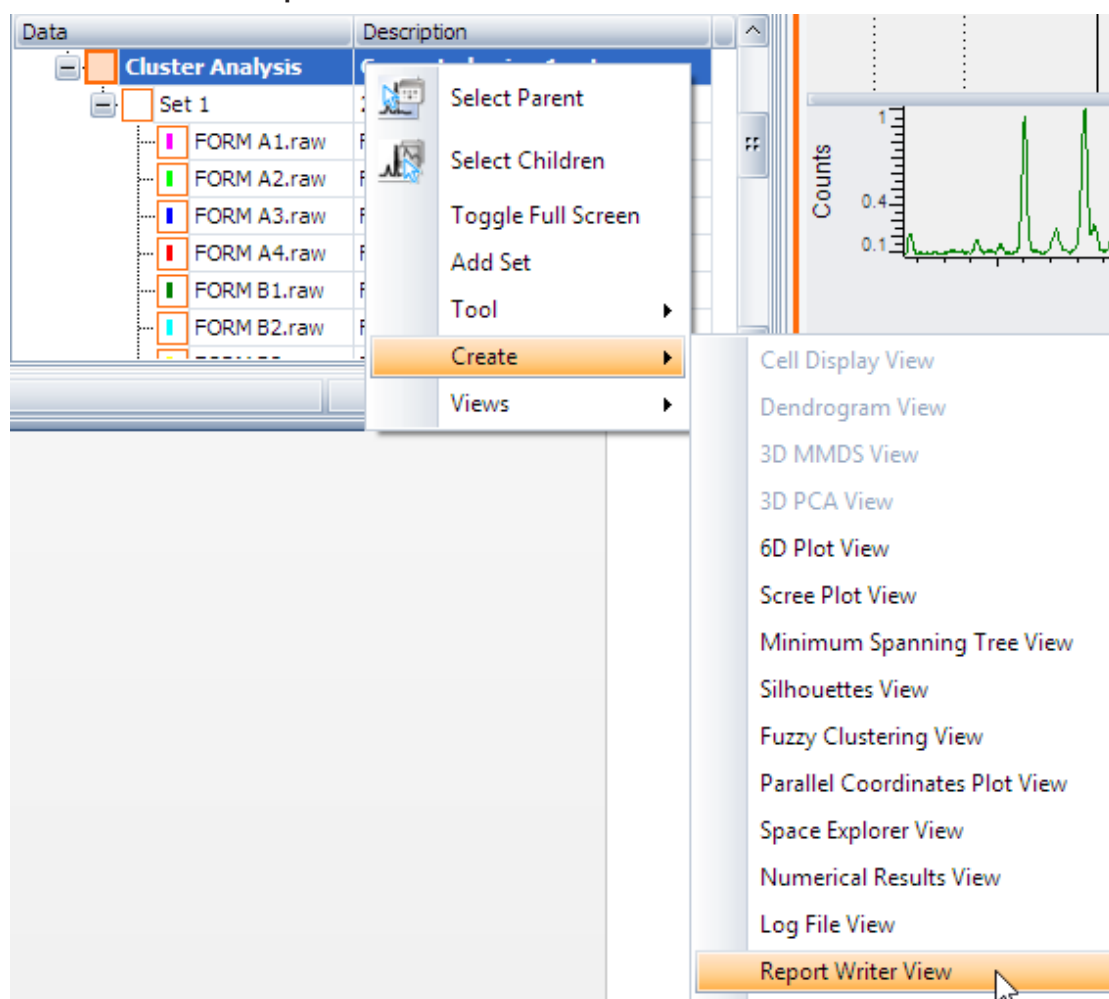 Data Description
Cluster Analysis
Set 1
FORM A1.raw
FORM A2.raw
FORM A3.raw
FORM A4.raw
FORM B1.raw
FORM B2.raw
Select Parent
Select Children
Toggle Full Screen
Add Set
Tool
Create
Views
Counts
1
0.4
0.1
Cell Display View
Dendrogram View
3D MMDS View
3D PCA View
6D Plot View
Scree Plot View
Minimum Spanning Tree View
Silhouettes View
Fuzzy Clustering View
Parallel Coordinates Plot View
Space Explorer View
Numerical Results View
Log File View
Report Writer View